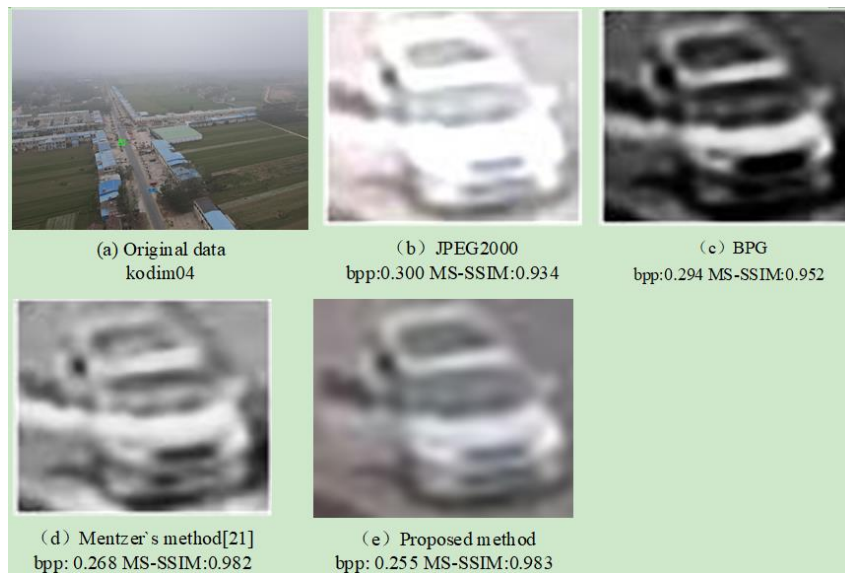 (a) Original data
kodim04
（b）JPEG2000
bpp:0.300 MS-SSIM:0.934
（c）BPG
bpp:0.294 MS-SSIM:0.952
（d）Mentzer`s method[21]
bpp: 0.268 MS-SSIM:0.982
（e）Proposed method
bpp: 0.255 MS-SSIM:0.983